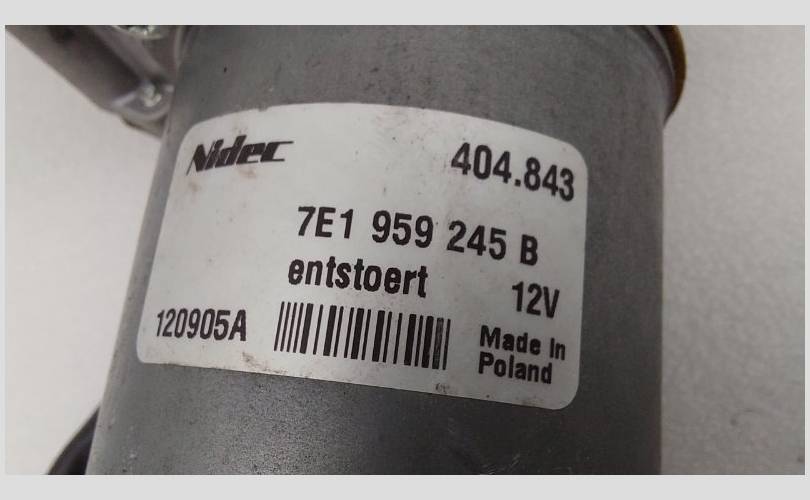 Nidec 404.843
7E1 959 245 B
entstoert 12V
120905A Made In
Poland